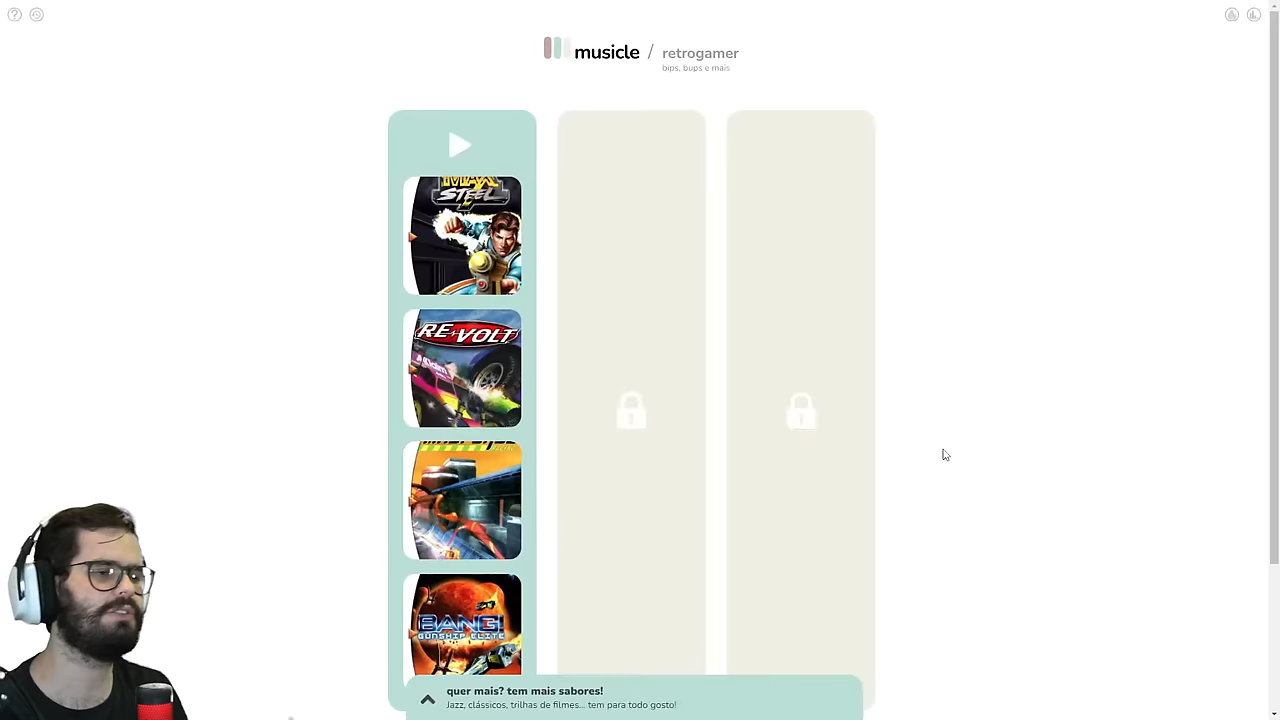 musicle / retrogamer
bips, bups e mais
MAX
STEEL
RE-VOLT
BANG!
GUNSHIP ELITE
quer mais? tem mais sabores!
Jazz, clássicos, trilhas de filmes... tem para todo gosto!